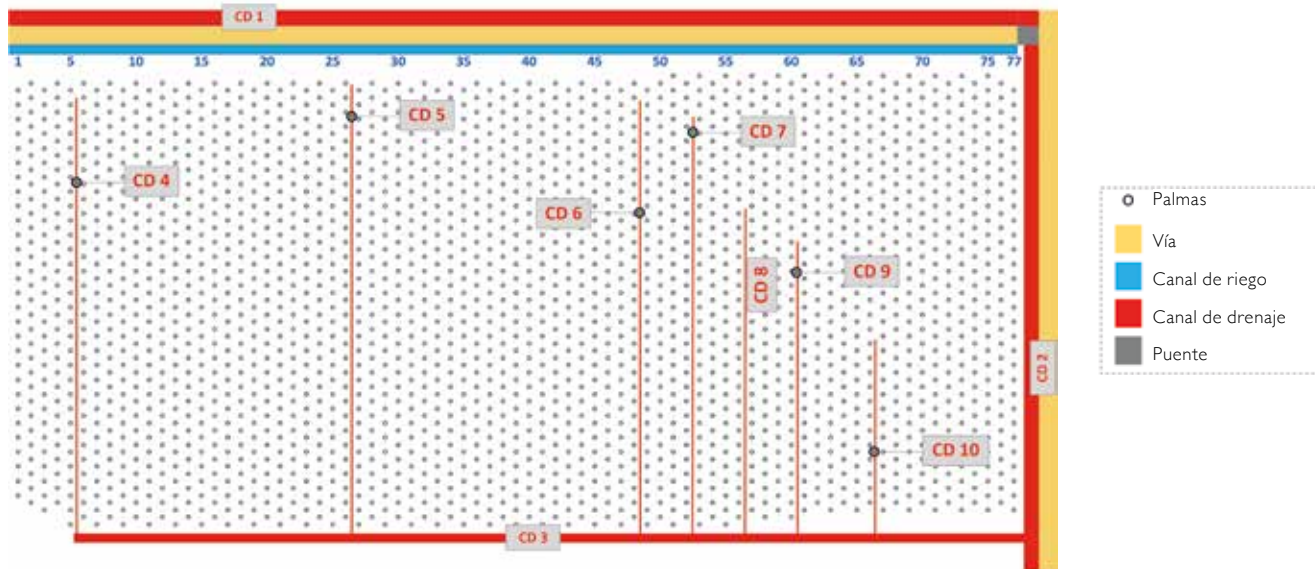 CD 1
1 5 10 15 20 25 30 35 40 45 50 55 60 65 70 75 77
CD 5
CD 7
CD 4
CD 6
CD 8
CD 9
CD 2
CD 10
CD 3
Palmas
Vía
Canal de riego
Canal de drenaje
Puente